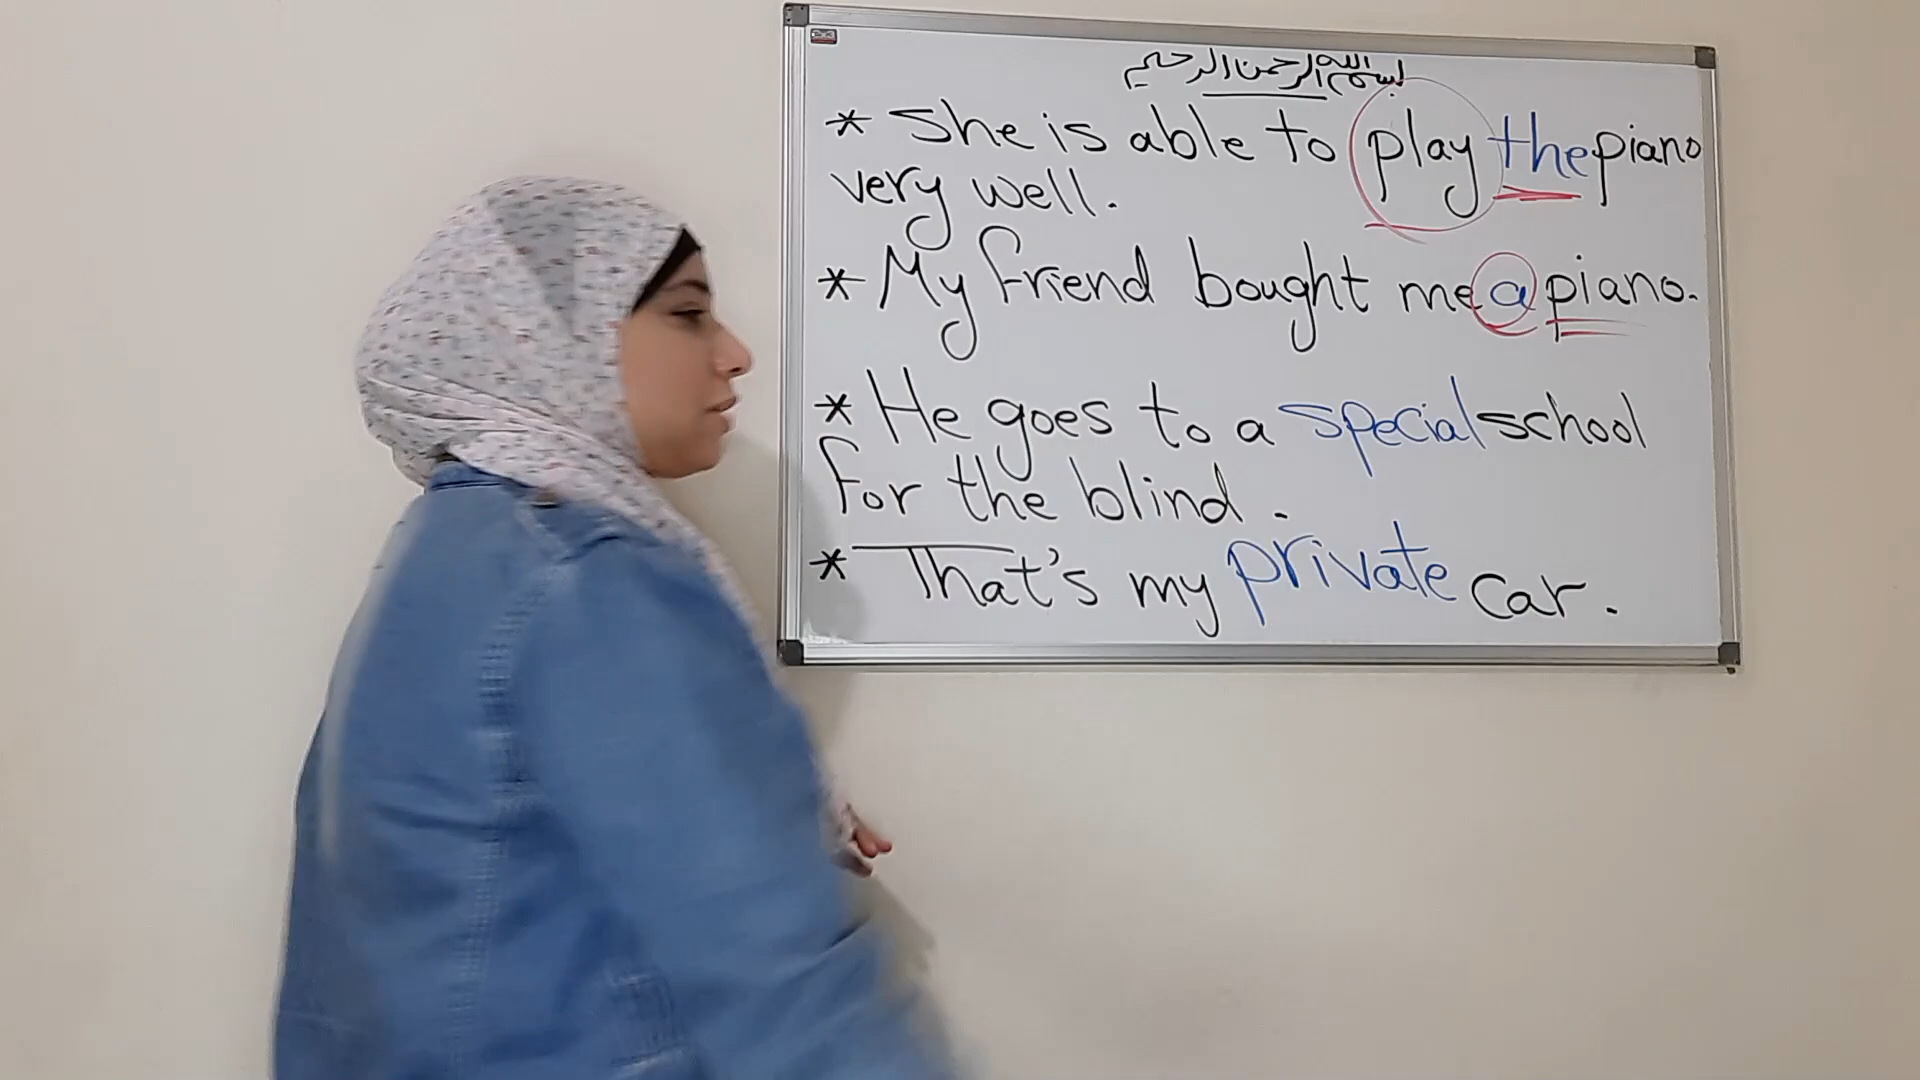 بسم الله الرحمن الرحيم
* She is able to play the piano
very well.
* My friend bought me a piano.
* He goes to a special school
for the blind.
* That's my private car.